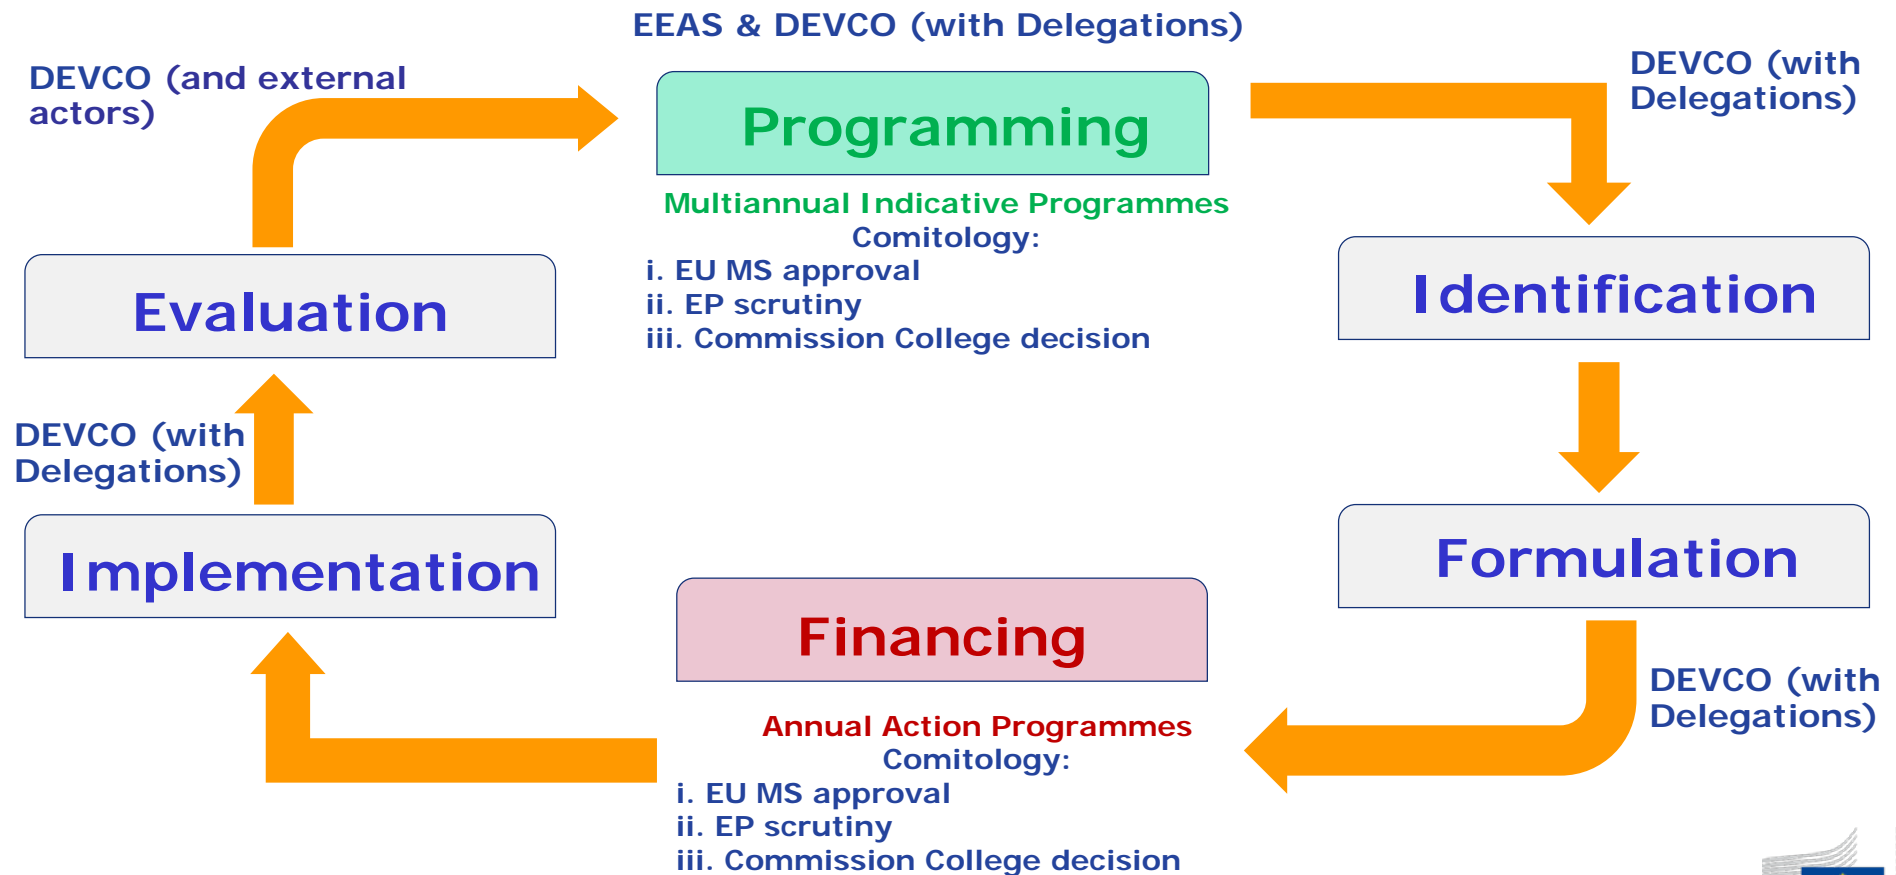 EEAS & DEVCO (with Delegations)
DEVCO (and external
actors)
Programming
DEVCO (with
Delegations)
Multiannual Indicative Programmes
Comitology:
i. EU MS approval
ii. EP scrutiny
iii. Commission College decision
Evaluation
Identification
DEVCO (with
Delegations)
Implementation
Formulation
Financing
DEVCO (with
Delegations)
Annual Action Programmes
Comitology:
i. EU MS approval
ii. EP scrutiny
iii. Commission College decision